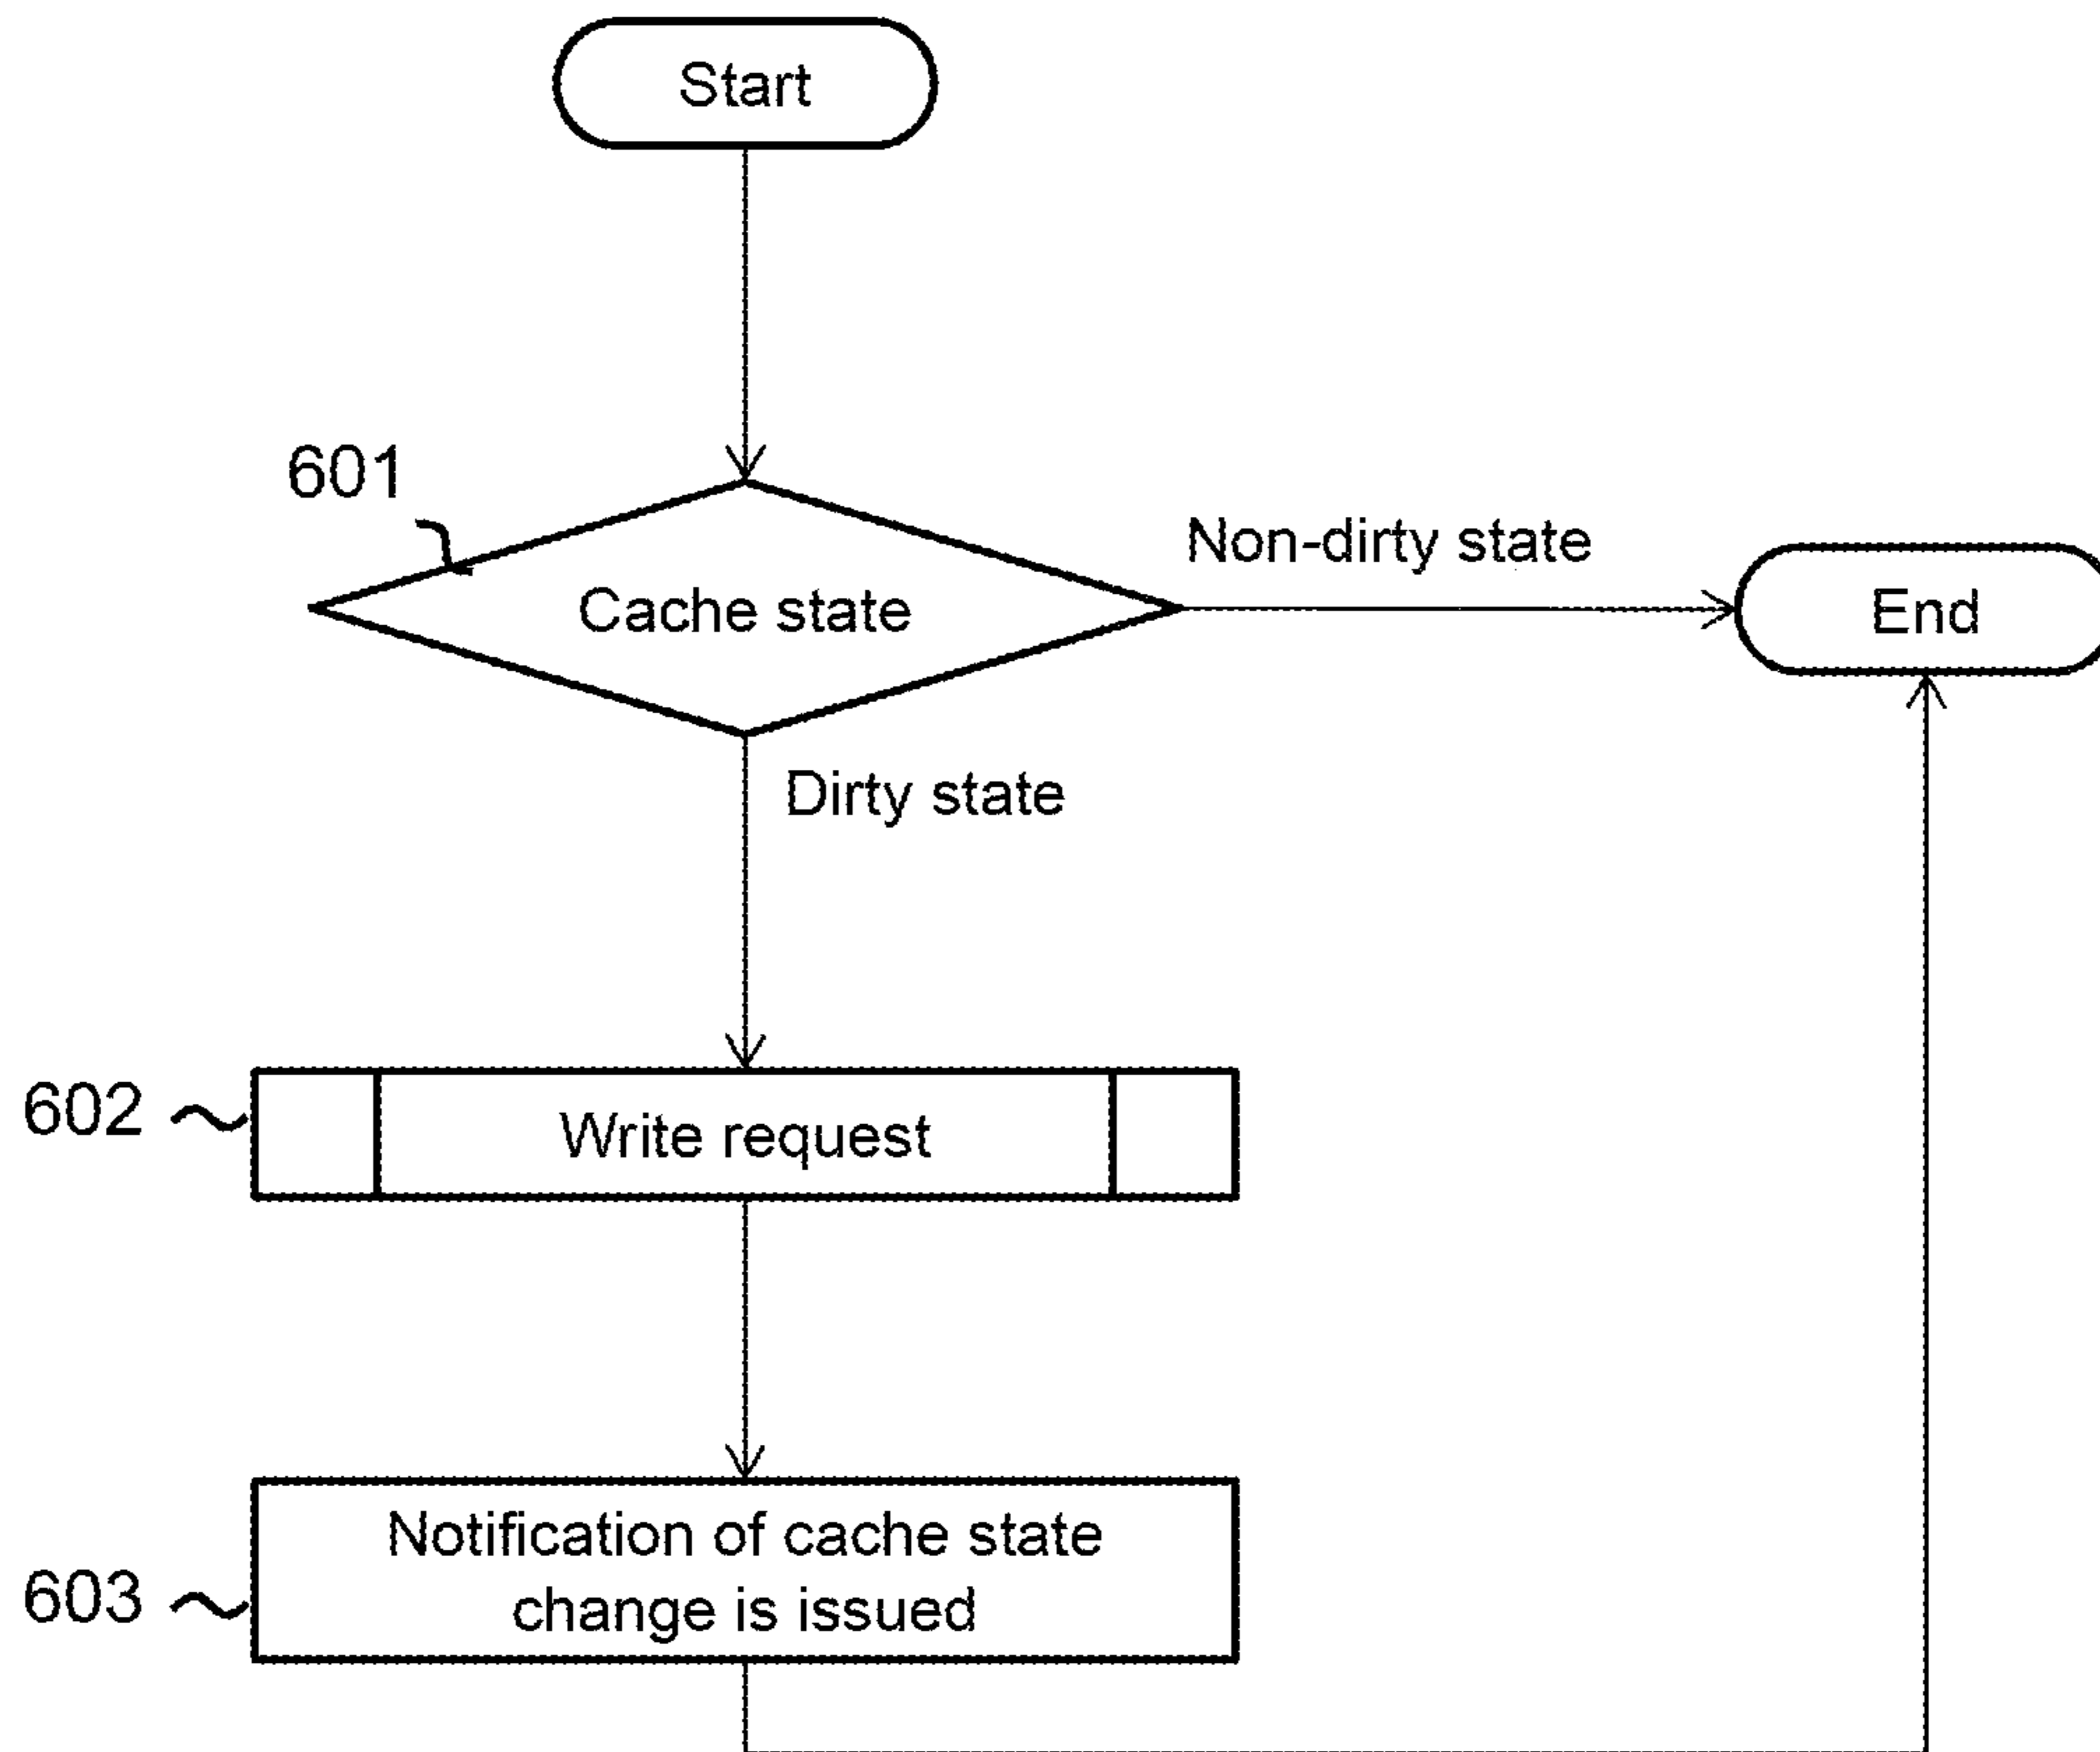 Start
601
Cache state
Non-dirty state
End
Dirty state
602
Write request
603
Notification of cache state
change is issued